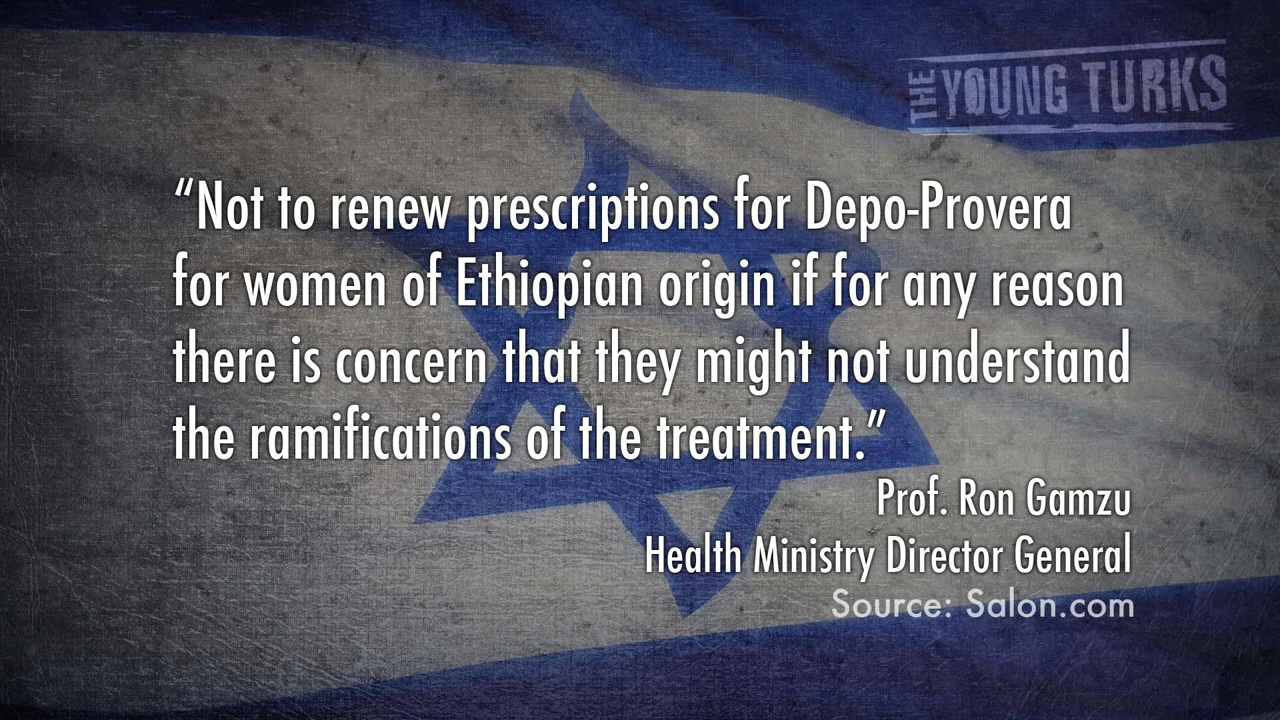 THE YOUNG TURKS
“Not to renew prescriptions for Depo-Provera
for women of Ethiopian origin if for any reason
there is concern that they might not understand
the ramifications of the treatment.”
Prof. Ron Gamzu
Health Ministry Director General
Source: Salon.com